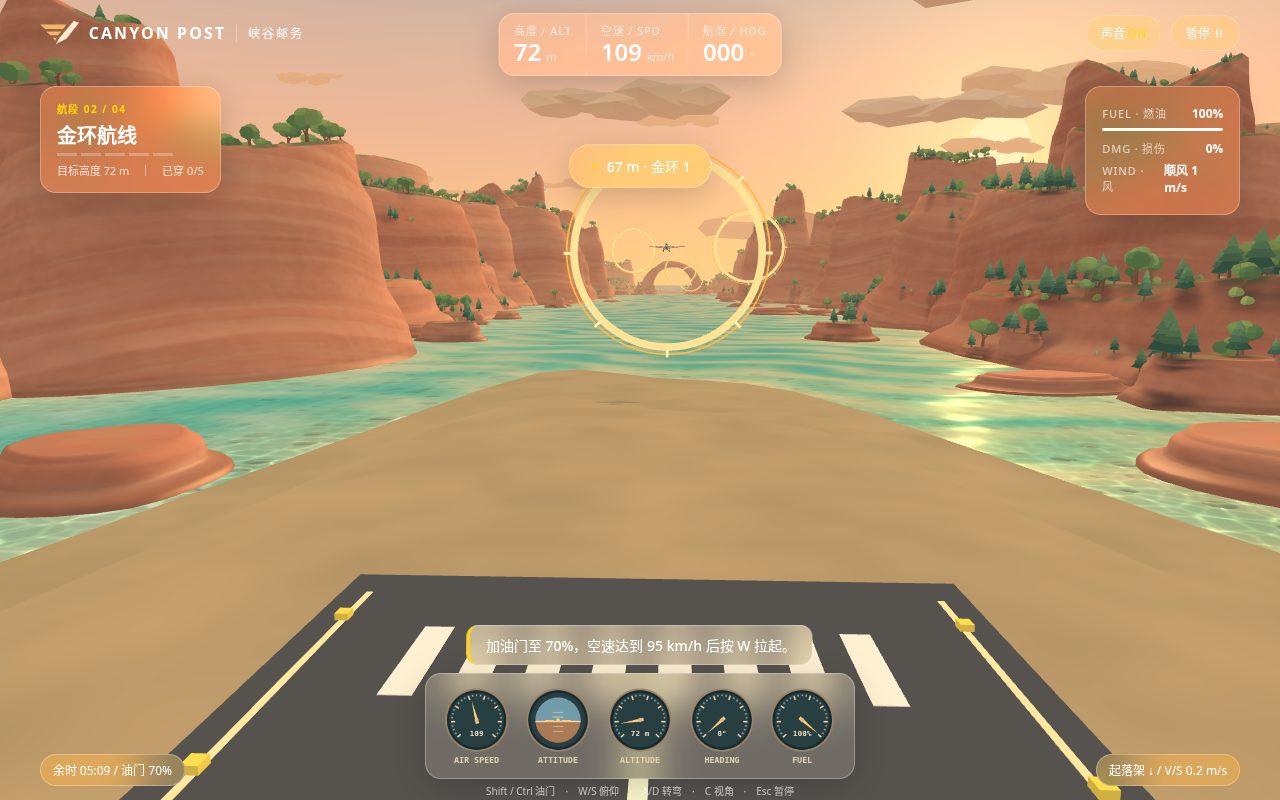 CANYON POST 峡谷邮务
高度 / ALT 空速 / SPD 航向 / HDG
72 m 109 km/h 000 °
声音 ON 暂停 II
航段 02 / 04
金环航线
目标高度 72 m 已穿 0/5
67 m · 金环 1
FUEL · 燃油 100%
DMG · 损伤 0%
WIND · 风 顺风 1 m/s
加油门至 70%，空速达到 95 km/h 后按 W 拉起。
109 72 m 0° 100%
AIR SPEED ATTITUDE ALTITUDE HEADING FUEL
余时 05:09 / 油门 70%
起落架 ↓ / V/S 0.2 m/s
Shift / Ctrl 油门 · W/S 俯仰 · A/D 转弯 · C 视角 · Esc 暂停